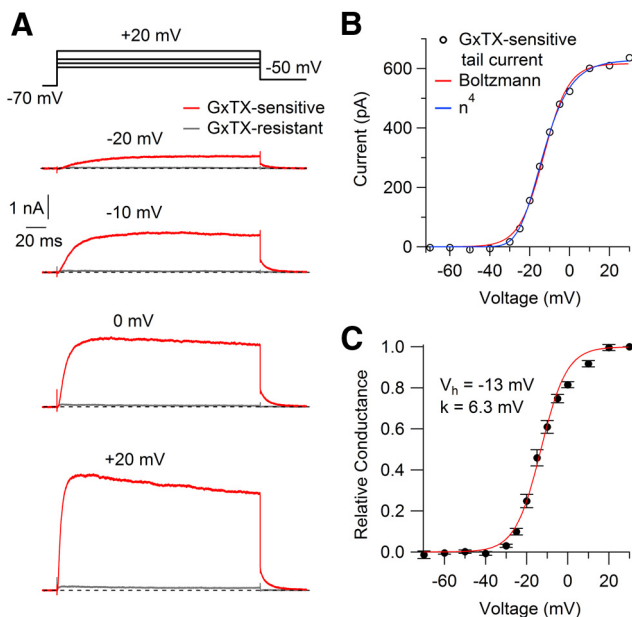 A
+20 mV
-50 mV
-70 mV
GxTX-sensitive
GxTX-resistant
-20 mV
-10 mV
1 nA
20 ms
0 mV
+20 mV
B
GxTX-sensitive
tail current
Boltzmann
n⁴
600
400
200
0
Current (pA)
-60 -40 -20 0 20
Voltage (mV)
C
V_h = -13 mV
k = 6.3 mV
1.0
0.8
0.6
0.4
0.2
0.0
Relative Conductance
-60 -40 -20 0 20
Voltage (mV)